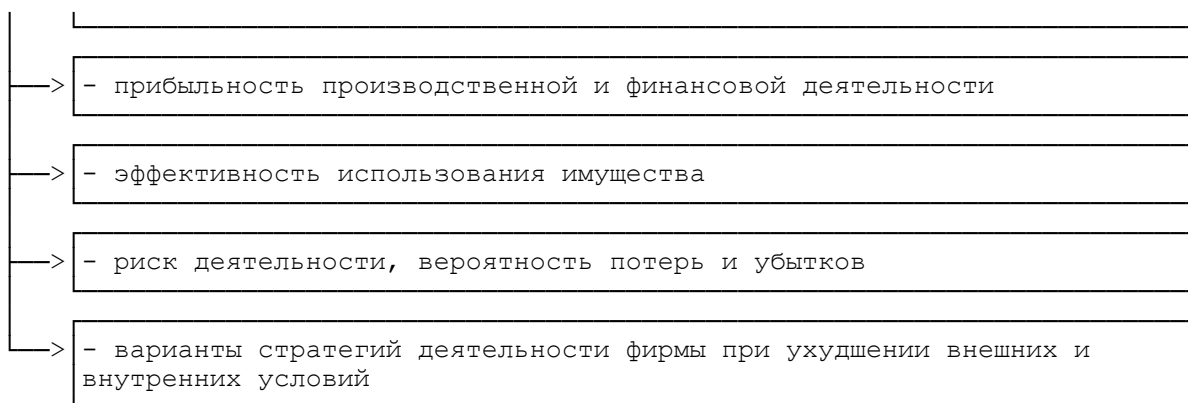 - прибыльность производственной и финансовой деятельности
- эффективность использования имущества
- риск деятельности, вероятность потерь и убытков
- варианты стратегий деятельности фирмы при ухудшении внешних и
внутренних условий